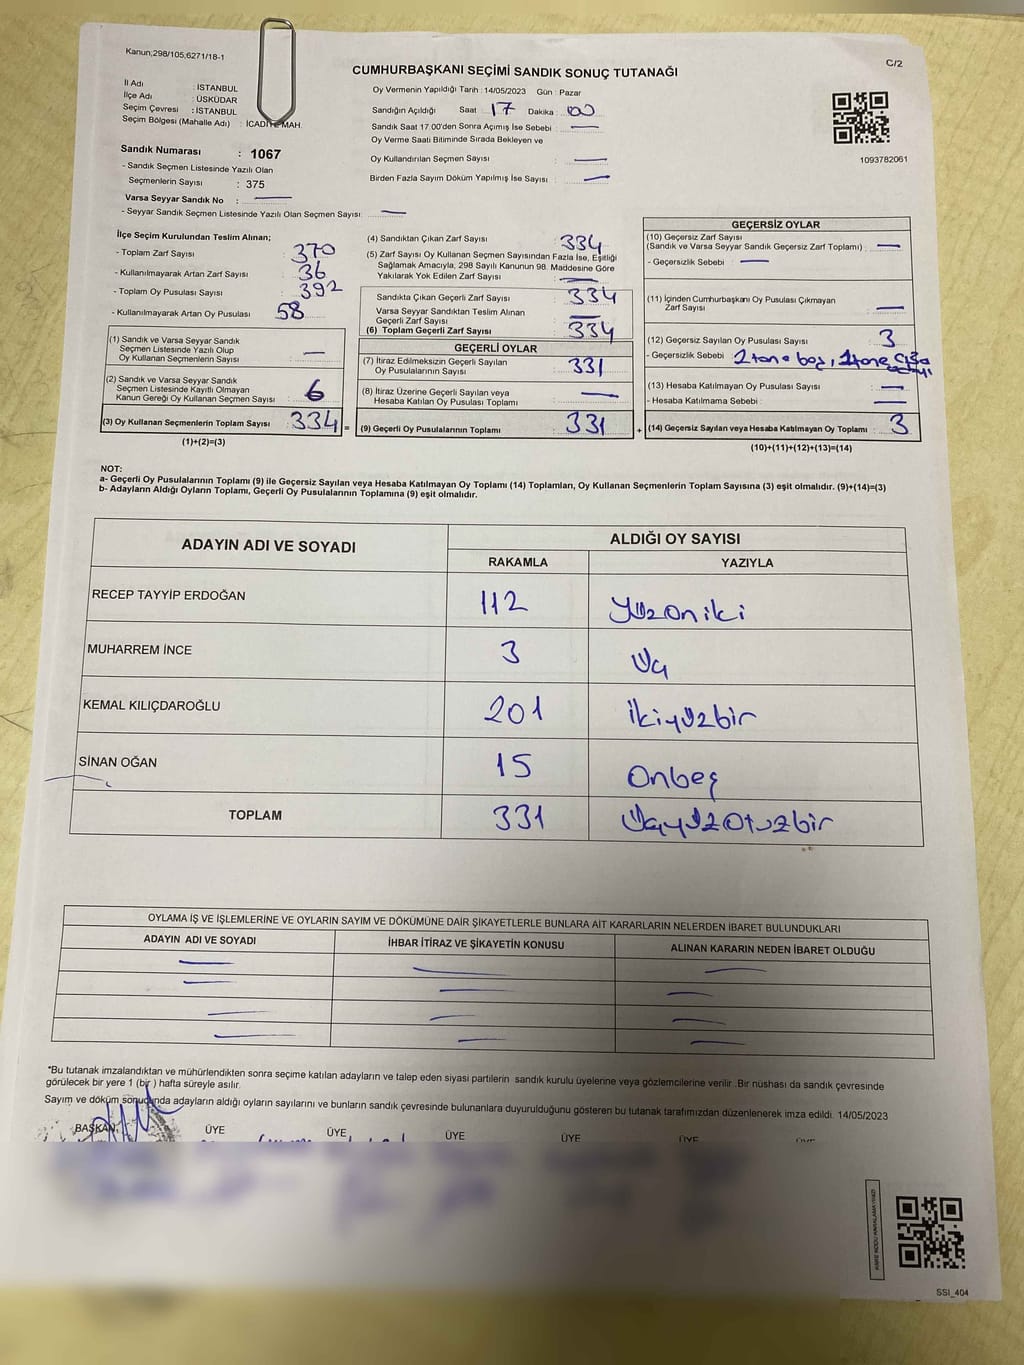 Kanun;298/105,6271/18-1
C/2
CUMHURBAŞKANI SEÇİMİ SANDIK SONUÇ TUTANAĞI
İl Adı : İSTANBUL
İlçe Adı : ÜSKÜDAR
Seçim Çevresi : İSTANBUL
Seçim Bölgesi (Mahalle Adı) : İCADİYE MAH.
Oy Vermenin Yapıldığı Tarih : 14/05/2023 Gün : Pazar
Sandığın Açıldığı Saat 17 Dakika : 00
Sandık Saat 17.00'den Sonra Açımış İse Sebebi :
Oy Verme Saati Bitiminde Sırada Bekleyen ve
Oy Kullandırılan Seçmen Sayısı :
Birden Fazla Sayım Döküm Yapılmış İse Sayısı :
1093782061
Sandık Numarası : 1067
- Sandık Seçmen Listesinde Yazılı Olan
Seçmenlerin Sayısı : 375
Varsa Seyyar Sandık No :
- Seyyar Sandık Seçmen Listesinde Yazılı Olan Seçmen Sayısı:
İlçe Seçim Kurulundan Teslim Alınan;
- Toplam Zarf Sayısı : 370
- Kullanılmayarak Artan Zarf Sayısı : 36
- Toplam Oy Pusulası Sayısı : 392
- Kullanılmayarak Artan Oy Pusulası : 58
(1) Sandık ve Varsa Seyyar Sandık
Seçmen Listesinde Yazılı Olup
Oy Kullanan Seçmenlerin Sayısı :
(2) Sandık ve Varsa Seyyar Sandık
Seçmen Listesinde Kayıtlı Olmayan
Kanun Gereği Oy Kullanan Seçmen Sayısı : 6
(3) Oy Kullanan Seçmenlerin Toplam Sayısı : 334 =
(1)+(2)=(3)
(4) Sandıktan Çıkan Zarf Sayısı : 334
(5) Zarf Sayısı Oy Kullanan Seçmen Sayısından Fazla İse, Eşitliği
Sağlamak Amacıyla, 298 Sayılı Kanunun 98. Maddesine Göre
Yakılarak Yok Edilen Zarf Sayısı :
Sandıkta Çıkan Geçerli Zarf Sayısı : 334
Varsa Seyyar Sandıktan Teslim Alınan
Geçerli Zarf Sayısı :
(6) Toplam Geçerli Zarf Sayısı : 334
GEÇERLİ OYLAR
(7) İtiraz Edilmeksizin Geçerli Sayılan
Oy Pusulalarının Sayısı : 331
(8) İtiraz Üzerine Geçerli Sayılan veya
Hesaba Katılan Oy Pusulası Toplamı :
(9) Geçerli Oy Pusulalarının Toplamı : 331 +
GEÇERSİZ OYLAR
(10) Geçersiz Zarf Sayısı
(Sandık ve Varsa Seyyar Sandık Geçersiz Zarf Toplamı) :
- Geçersizlik Sebebi :
(11) İçinden Cumhurbaşkanı Oy Pusulası Çıkmayan
Zarf Sayısı :
(12) Geçersiz Sayılan Oy Pusulası Sayısı : 3
- Geçersizlik Sebebi : 2 tane boş, 1 tane
(13) Hesaba Katılmayan Oy Pusulası Sayısı :
- Hesaba Katılmama Sebebi :
(14) Geçersiz Sayılan veya Hesaba Katılmayan Oy Toplamı : 3
(10)+(11)+(12)+(13)=(14)
NOT:
a- Geçerli Oy Pusulalarının Toplamı (9) ile Geçersiz Sayılan veya Hesaba Katılmayan Oy Toplamı (14) Toplamları, Oy Kullanan Seçmenlerin Toplam Sayısına (3) eşit olmalıdır. (9)+(14)=(3)
b- Adayların Aldığı Oyların Toplamı, Geçerli Oy Pusulalarının Toplamına (9) eşit olmalıdır.
ADAYIN ADI VE SOYADI
ALDIĞI OY SAYISI
RAKAMLA YAZIYLA
RECEP TAYYİP ERDOĞAN 112 Yüzoniki
MUHARREM İNCE 3 Üç
KEMAL KILIÇDAROĞLU 201 ikiyüzbir
SİNAN OĞAN 15 Onbeş
TOPLAM 331 Üçyüzotuzbir
OYLAMA İŞ VE İŞLEMLERİNE VE OYLARIN SAYIM VE DÖKÜMÜNE DAİR ŞİKAYETLERLE BUNLARA AİT KARARLARIN NELERDEN İBARET BULUNDUKLARI
ADAYIN ADI VE SOYADI İHBAR İTİRAZ VE ŞİKAYETİN KONUSU ALINAN KARARIN NEDEN İBARET OLDUĞU
*Bu tutanak imzalandıktan ve mühürlendikten sonra seçime katılan adayların ve talep eden siyasi partilerin sandık kurulu üyelerine veya gözlemcilerine verilir .Bir nüshası da sandık çevresinde
görülecek bir yere 1 (bir ) hafta süreyle asılır.
Sayım ve döküm sonucunda adayların aldığı oyların sayılarını ve bunların sandık çevresinde bulunanlara duyurulduğunu gösteren bu tutanak tarafımızdan düzenlenerek imza edildi. 14/05/2023
BAŞKAN ÜYE ÜYE ÜYE ÜYE ÜYE ÜYE
SSİ_404